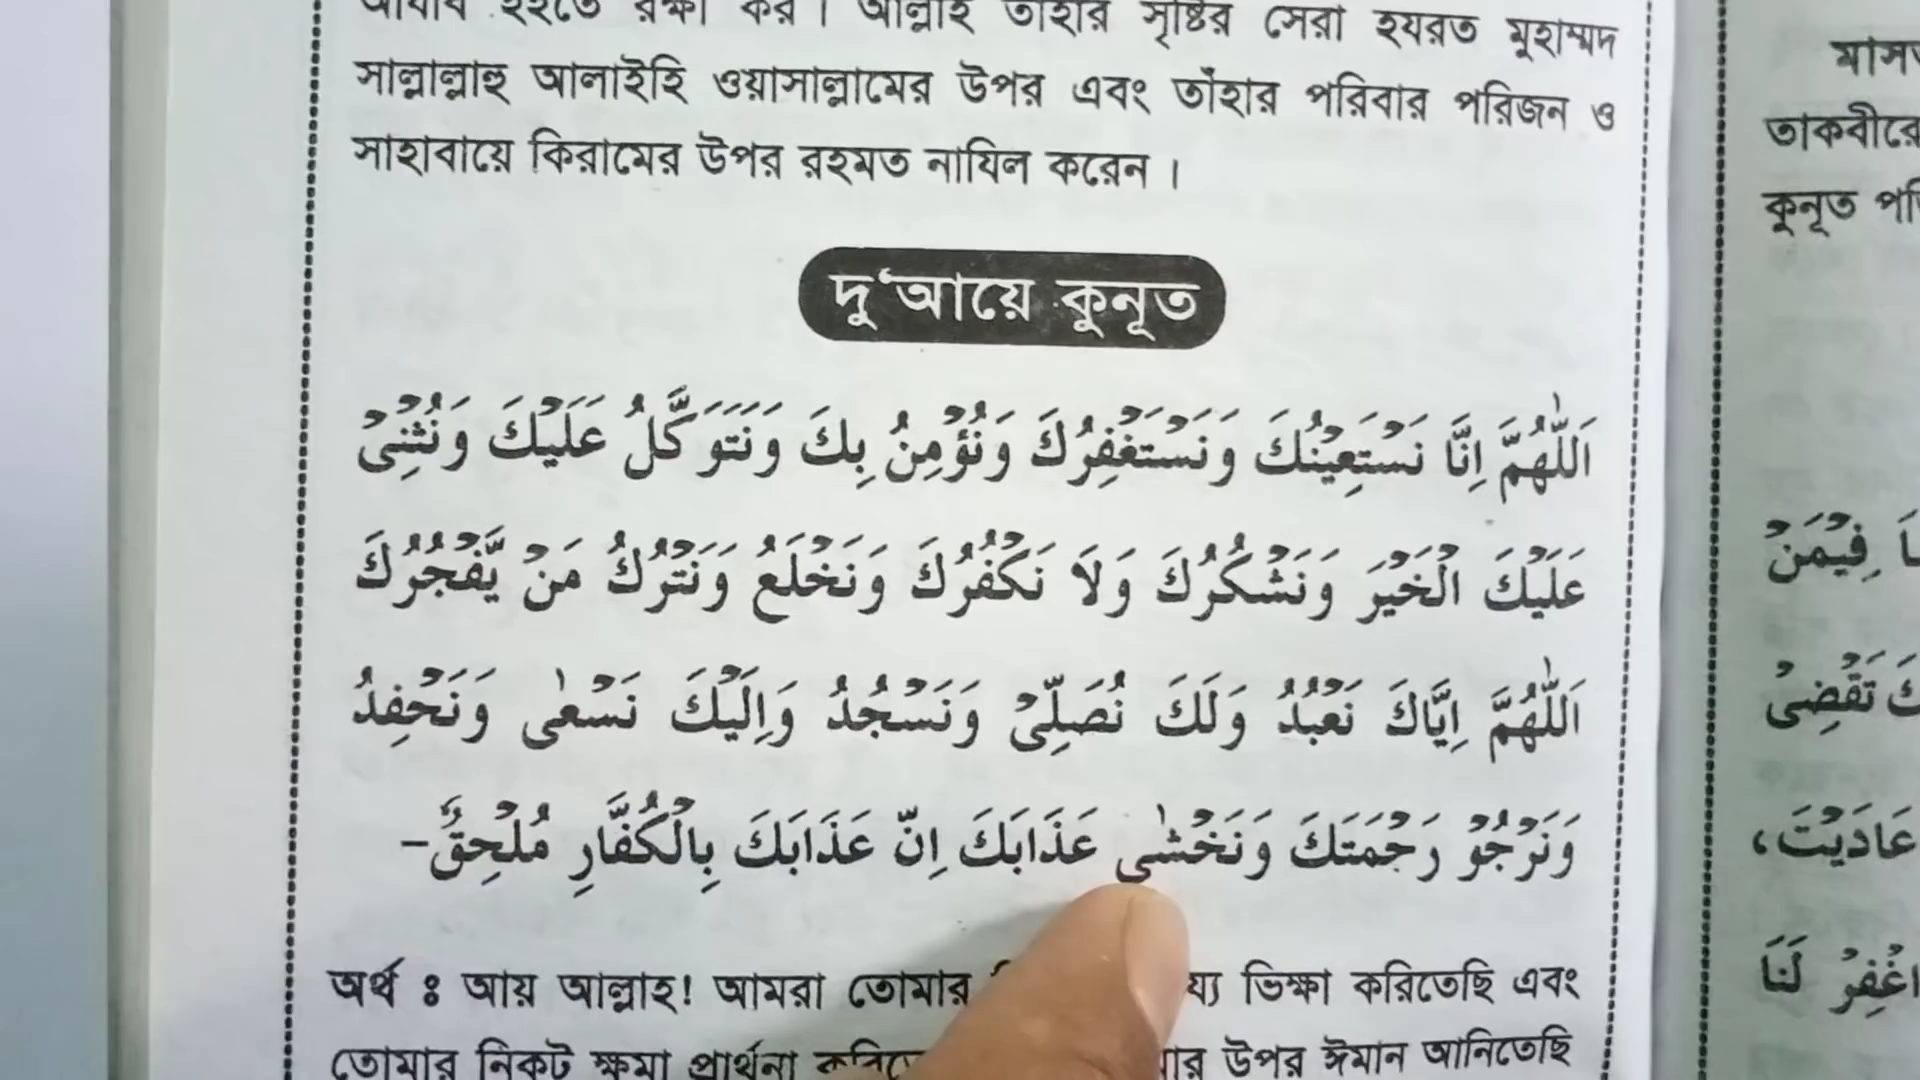 আযাব হইতে রক্ষা কর। আল্লাহ তাঁহার সৃষ্টির সেরা হযরত মুহাম্মদ
সাল্লাল্লাহু আলাইহি ওয়াসাল্লামের উপর এবং তাঁহার পরিবার পরিজন ও
সাহাবায়ে কিরামের উপর রহমত নাযিল করেন।
দু‘আয়ে কুনূত
اَللّٰهُمَّ اِنَّا نَسْتَعِيْنُكَ وَنَسْتَغْفِرُكَ وَنُؤْمِنُ بِكَ وَنَتَوَكَّلُ عَلَيْكَ وَنُثْنِىْ
عَلَيْكَ الْخَيْرَ وَنَشْكُرُكَ وَلَا نَكْفُرُكَ وَنَخْلَعُ وَنَتْرُكُ مَنْ يَّفْجُرُكَ
اَللّٰهُمَّ اِيَّاكَ نَعْبُدُ وَلَكَ نُصَلِّىْ وَنَسْجُدُ وَاِلَيْكَ نَسْعٰى وَنَحْفِدُ
وَنَرْجُوْ رَحْمَتَكَ وَنَخْشٰى عَذَابَكَ اِنَّ عَذَابَكَ بِالْكُفَّارِ مُلْحِقٌ-
অর্থ ঃ আয় আল্লাহ! আমরা তোমার ভিক্ষা করিতেছি এবং
তোমার নিকট ক্ষমা প্রার্থনা উপর ঈমান আনিতেছি
তাকবীরে
কুনূত
فِيْمَنْ
تَقْضِىْ
عَادَيْتَ،
لَنَا